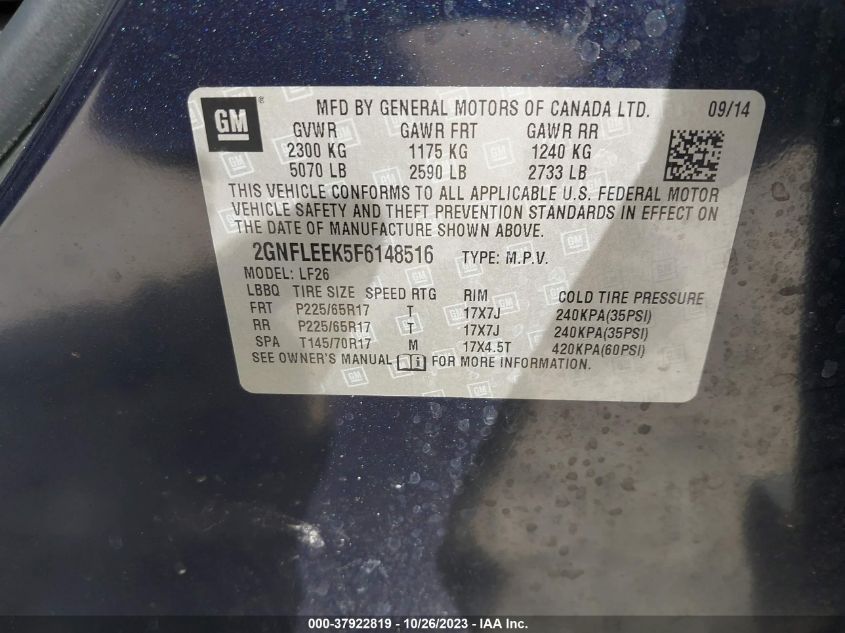 GM ® MFD BY GENERAL MOTORS OF CANADA LTD. 09/14
GVWR GAWR FRT GAWR RR
2300 KG 1175 KG 1240 KG
5070 LB 2590 LB 2733 LB
THIS VEHICLE CONFORMS TO ALL APPLICABLE U.S. FEDERAL MOTOR
VEHICLE SAFETY AND THEFT PREVENTION STANDARDS IN EFFECT ON
THE DATE OF MANUFACTURE SHOWN ABOVE.
2GNFLEEK5F6148516 TYPE: M.P.V.
MODEL: LF26
LBBQ TIRE SIZE SPEED RTG RIM COLD TIRE PRESSURE
FRT P225/65R17 T 17X7J 240KPA(35PSI)
RR P225/65R17 T 17X7J 240KPA(35PSI)
SPA T145/70R17 M 17X4.5T 420KPA(60PSI)
SEE OWNER'S MANUAL FOR MORE INFORMATION.
000-37922819 - 10/26/2023 - IAA Inc.